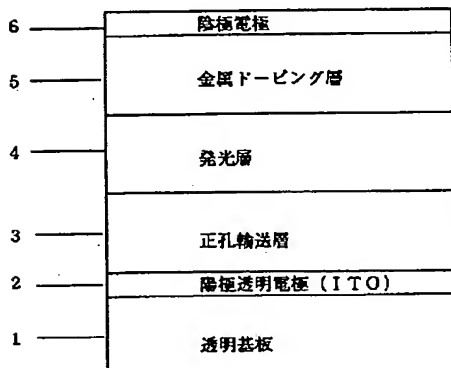 6 陰極電極
5 金属ドーピング層
4 発光層
3 正孔輸送層
2 陽極透明電極（ITO）
1 透明基板